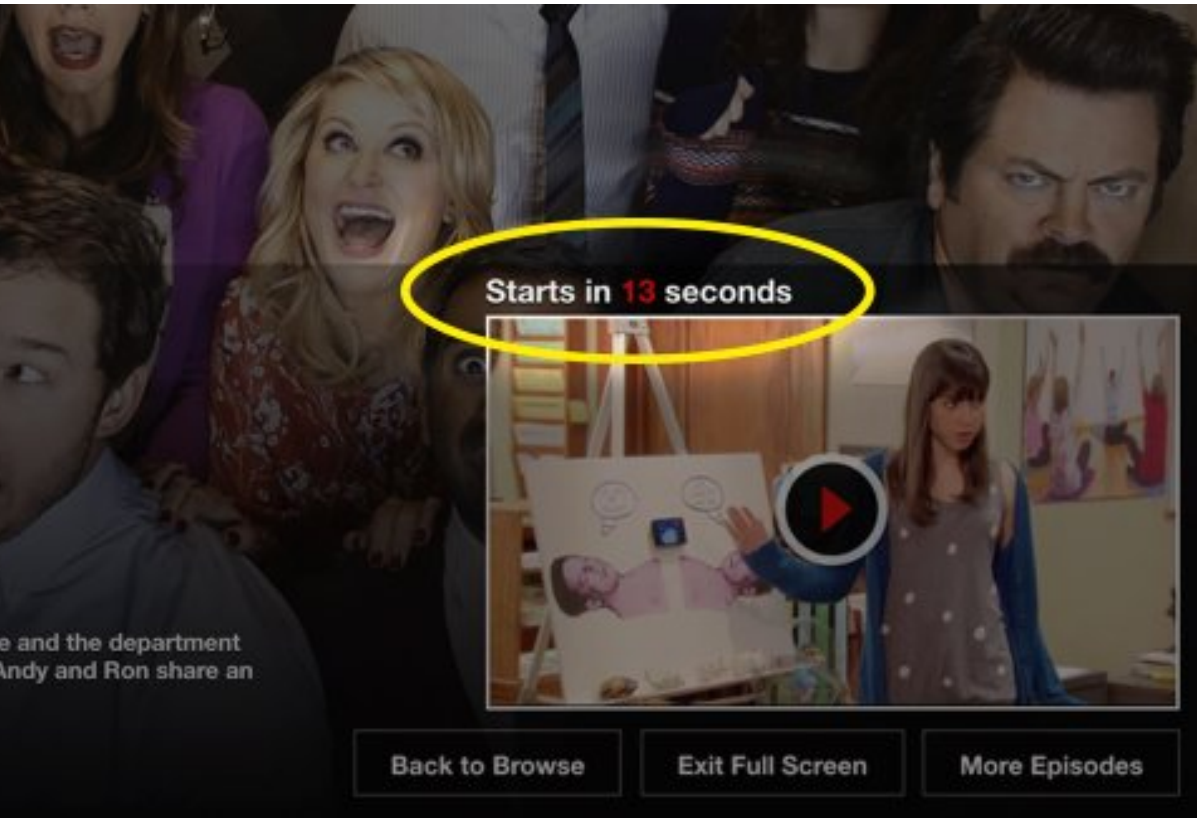 Starts in 13 seconds
e and the department
Andy and Ron share an
Back to Browse
Exit Full Screen
More Episodes